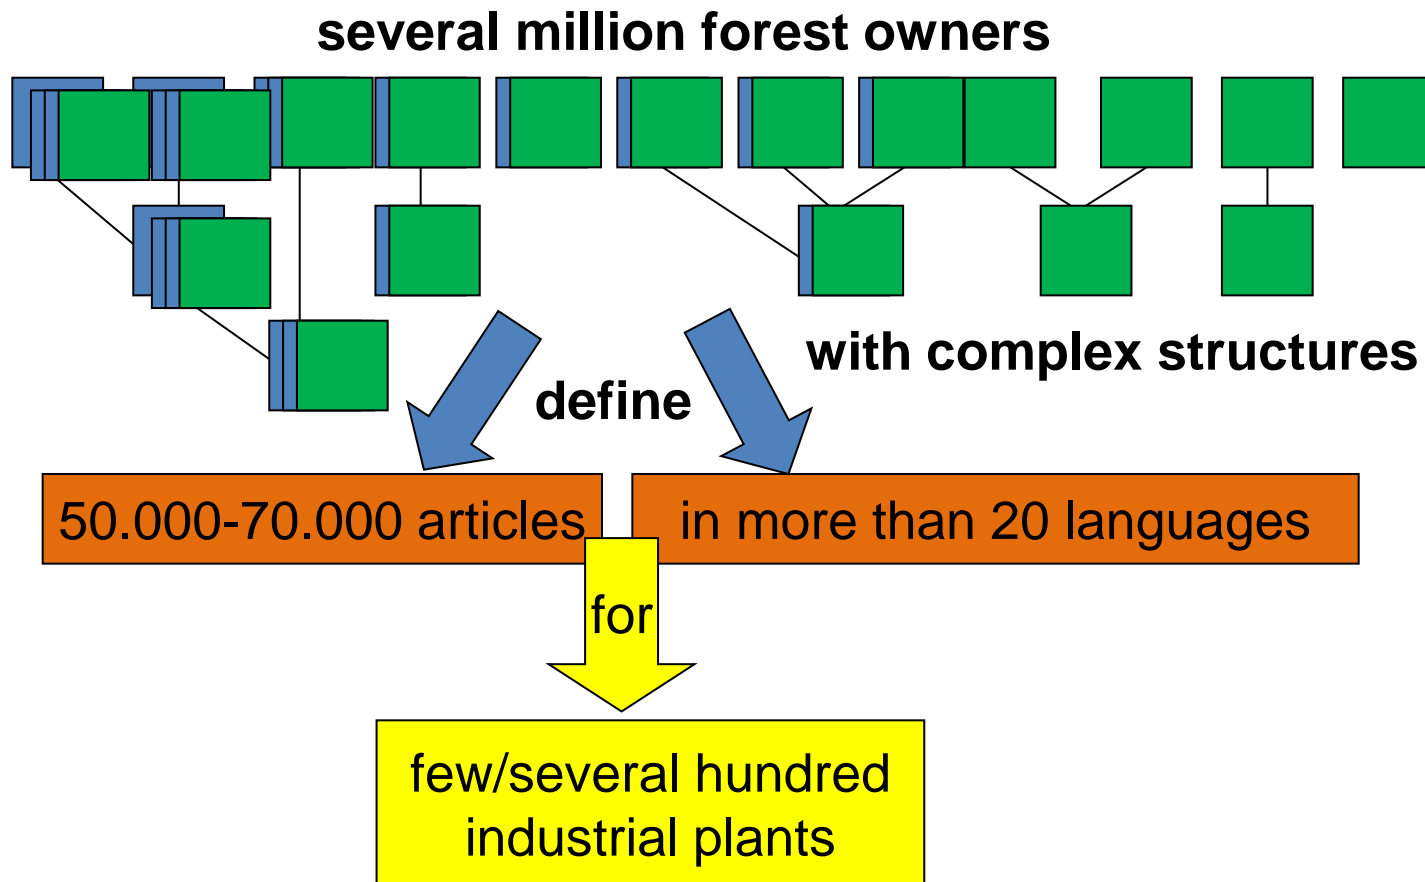 several million forest owners
with complex structures
define
50.000-70.000 articles
in more than 20 languages
for
few/several hundred
industrial plants